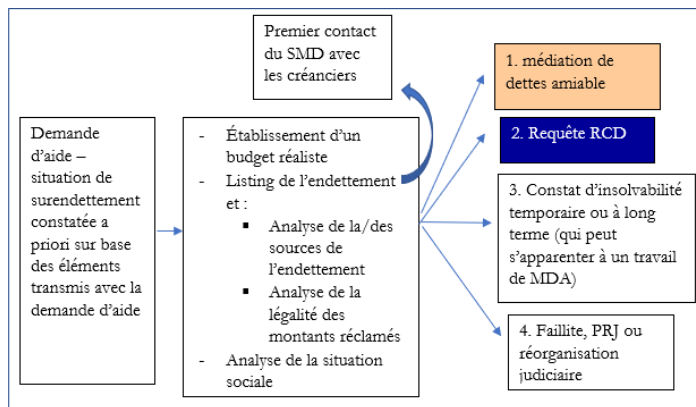 Premier contact
du SMD avec
les créanciers
Demande
d'aide –
situation de
surendettement
constatée a
priori sur base
des éléments
transmis avec la
demande d'aide
- Établissement d'un
budget réaliste
- Listing de l'endettement
et :
▪ Analyse de la/des
sources de
l'endettement
▪ Analyse de la
légalité des
montants réclamés
- Analyse de la situation
sociale
1. médiation de
dettes amiable
2. Requête RCD
3. Constat d'insolvabilité
temporaire ou à long
terme (qui peut
s'apparenter à un travail
de MDA)
4. Faillite, PRJ ou
réorganisation
judiciaire